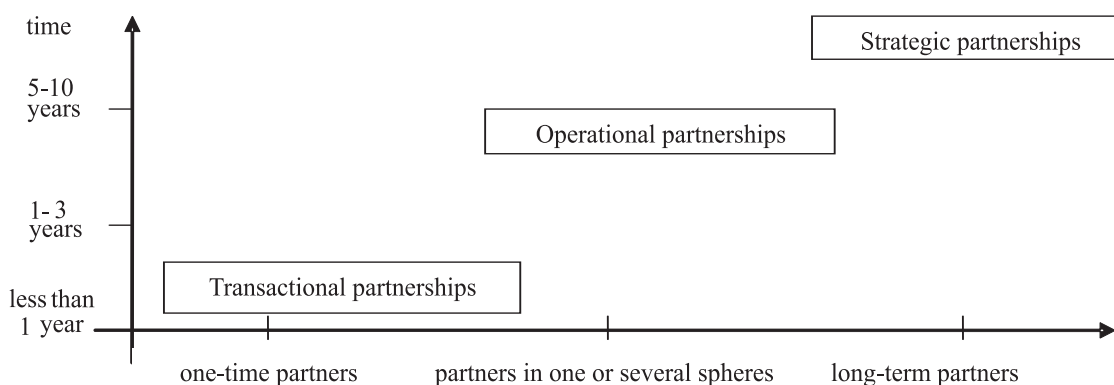 time
Strategic partnerships
5-10
years
Operational partnerships
1- 3
years
Transactional partnerships
less than
1 year
one-time partners
partners in one or several spheres
long-term partners